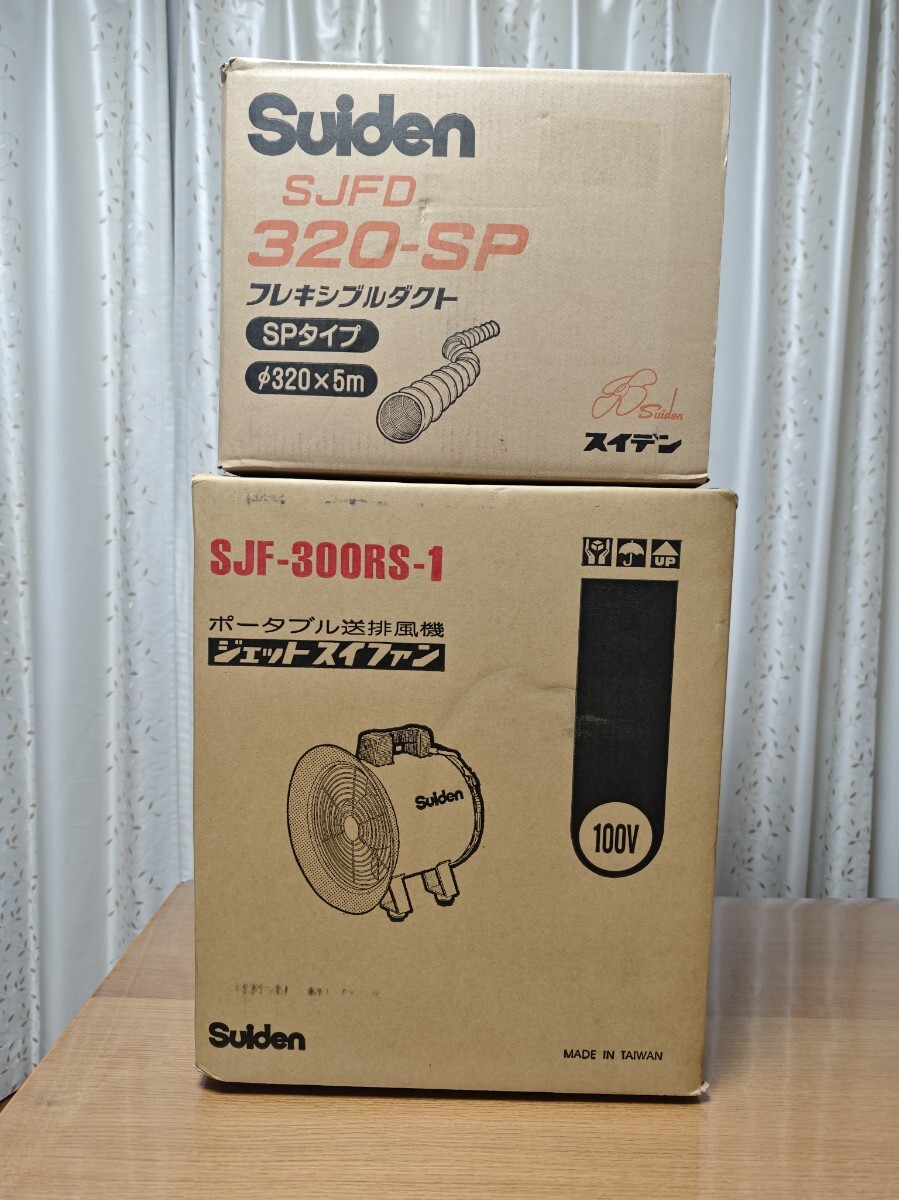 Suiden
SJFD
320-SP
フレキシブルダクト
SPタイプ
φ320×5m
Suiden
スイデン
SJF-300RS-1
UP
ポータブル送排風機
ジェットスイファン
Suiden
100V
Suiden
MADE IN TAIWAN